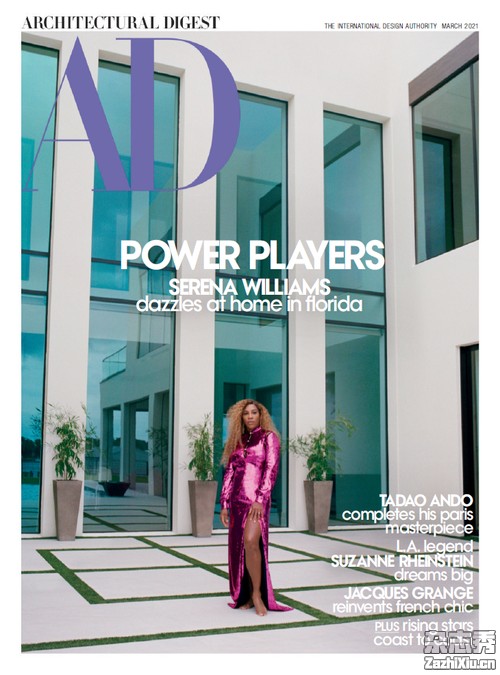 ARCHITECTURAL DIGEST
THE INTERNATIONAL DESIGN AUTHORITY MARCH 2021
AD
POWER PLAYERS
SERENA WILLIAMS
dazzles at home in florida
TADAO ANDO
completes his paris
masterpiece
L.A. legend
SUZANNE RHEINSTEIN
dreams big
JACQUES GRANGE
reinvents french chic
PLUS rising stars
coast to
杂志秀
ZazhiXiu.cn